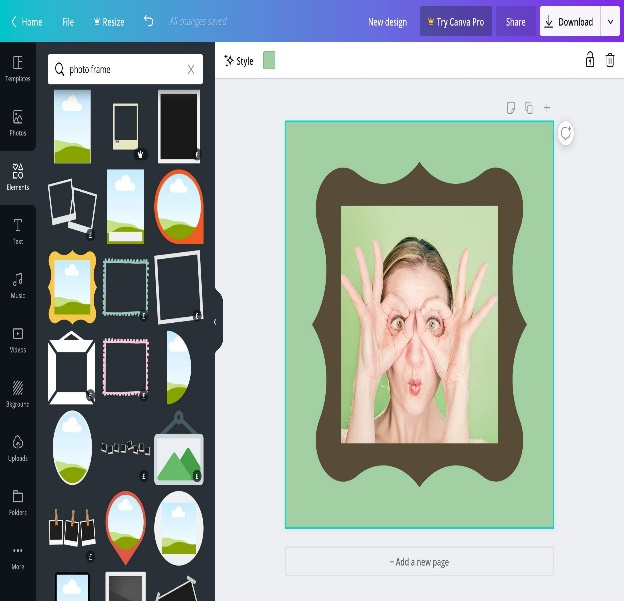 Home File Resize All changes saved New design Try Canva Pro Share Download
photo frame X
Style
Templates
Photos
Elements
Text
Music
Videos
Bkground
Uploads
Folders
More
£
£
£
£
£
£
£
£
£
£
£
£
+ Add a new page